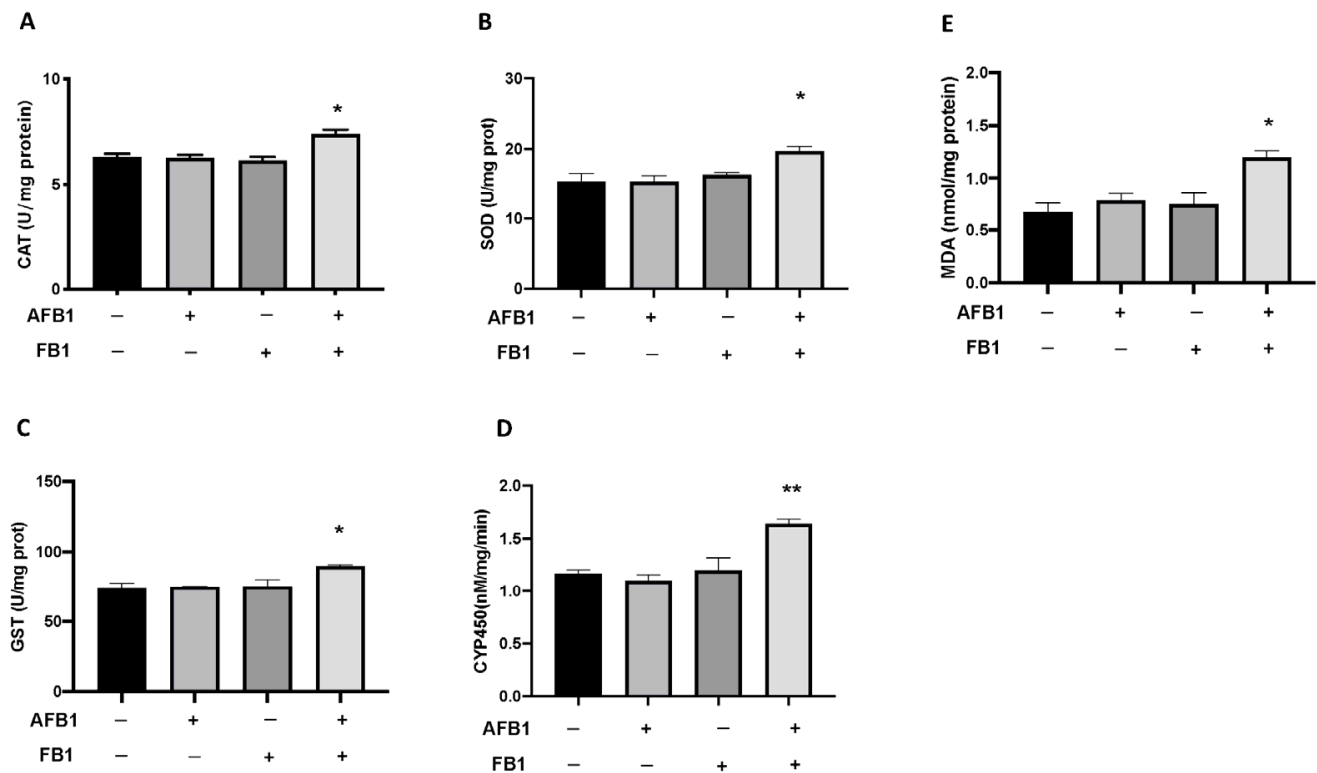 A
CAT (U/mg protein)
10
5
0
*
AFB1 – + – +
FB1 – – + +
B
SOD (U/mg prot)
30
20
10
0
*
AFB1 – + – +
FB1 – – + +
E
MDA (nmol/mg protein)
2.0
1.5
1.0
0.5
0.0
*
AFB1 – + – +
FB1 – – + +
C
GST (U/mg prot)
150
100
50
0
*
AFB1 – + – +
FB1 – – + +
D
CYP450(nM/mg/min)
2.0
1.5
1.0
0.5
0.0
**
AFB1 – + – +
FB1 – – + +